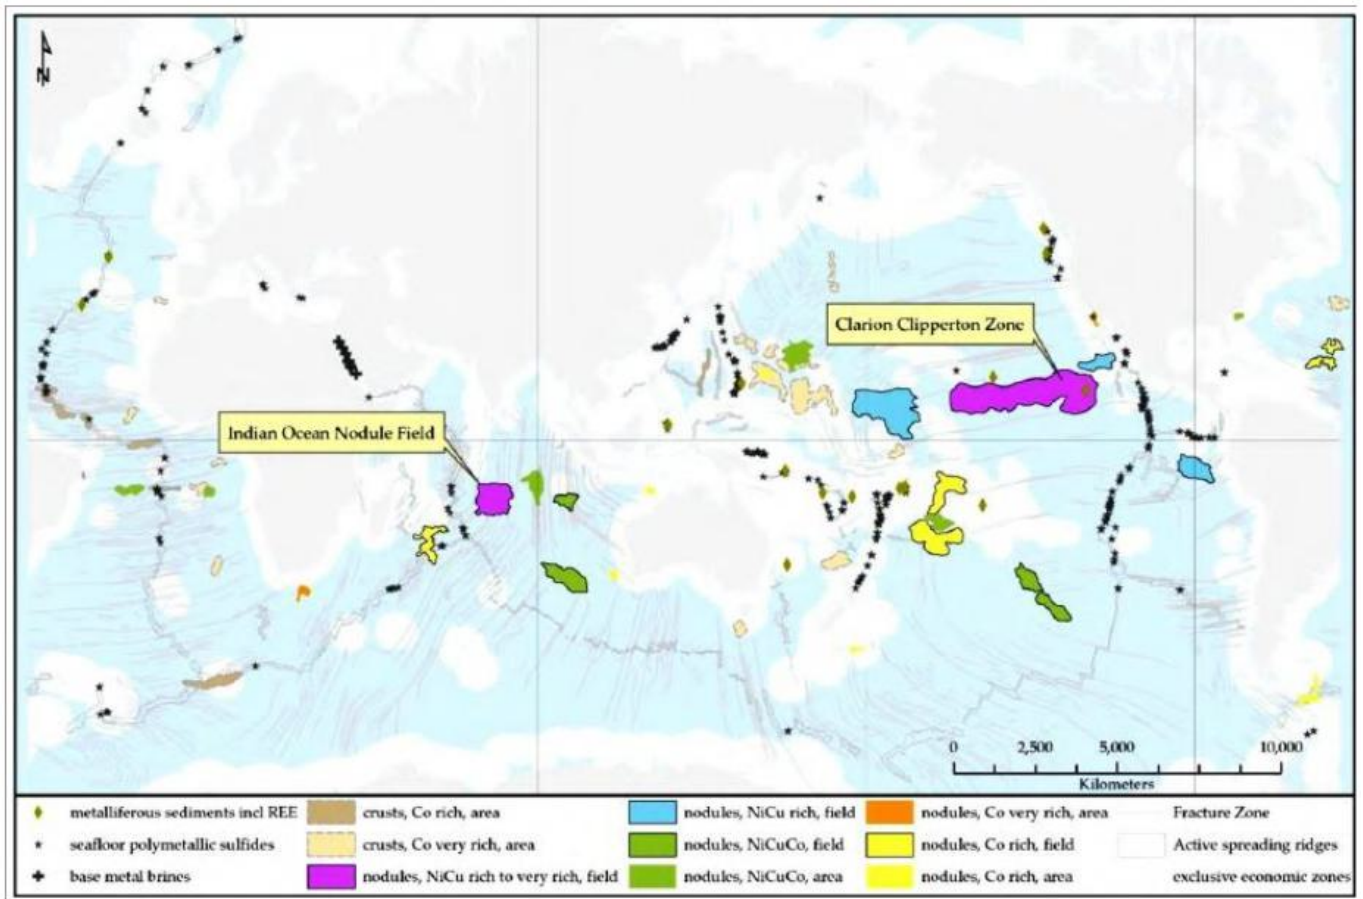 N
Clarion Clipperton Zone
Indian Ocean Nodule Field
0 2,500 5,000 10,000
Kilometers
metalliferous sediments incl REE
seafloor polymetallic sulfides
base metal brines
crusts, Co rich, area
crusts, Co very rich, area
nodules, NiCu rich to very rich, field
nodules, NiCu rich, field
nodules, NiCuCo, field
nodules, NiCuCo, area
nodules, Co very rich, area
nodules, Co rich, field
nodules, Co rich, area
Fracture Zone
Active spreading ridges
exclusive economic zones